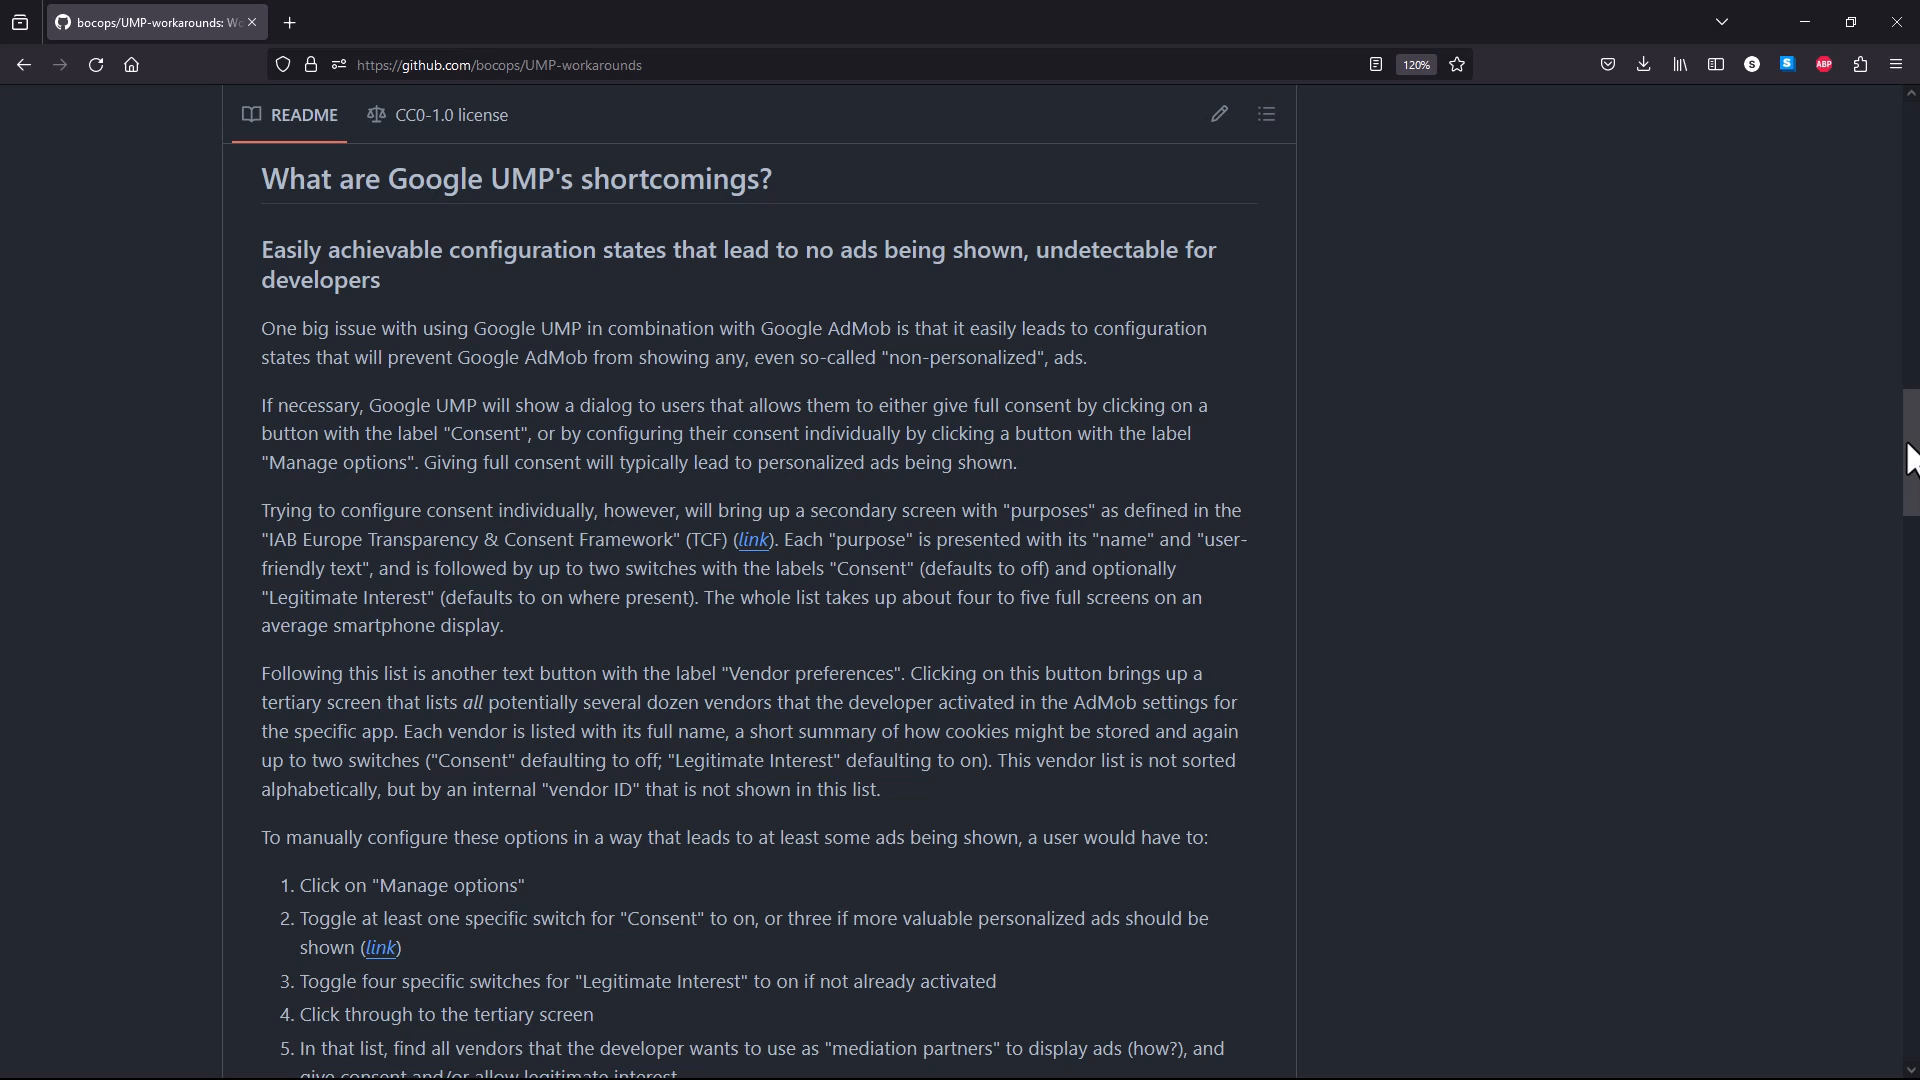 bocops/UMP-workarounds: Wo
https://github.com/bocops/UMP-workarounds
120%
S
S
ABP
README
CC0-1.0 license
What are Google UMP's shortcomings?
Easily achievable configuration states that lead to no ads being shown, undetectable for
developers
One big issue with using Google UMP in combination with Google AdMob is that it easily leads to configuration
states that will prevent Google AdMob from showing any, even so-called "non-personalized", ads.
If necessary, Google UMP will show a dialog to users that allows them to either give full consent by clicking on a
button with the label "Consent", or by configuring their consent individually by clicking a button with the label
"Manage options". Giving full consent will typically lead to personalized ads being shown.
Trying to configure consent individually, however, will bring up a secondary screen with "purposes" as defined in the
"IAB Europe Transparency & Consent Framework" (TCF) (link). Each "purpose" is presented with its "name" and "user-
friendly text", and is followed by up to two switches with the labels "Consent" (defaults to off) and optionally
"Legitimate Interest" (defaults to on where present). The whole list takes up about four to five full screens on an
average smartphone display.
Following this list is another text button with the label "Vendor preferences". Clicking on this button brings up a
tertiary screen that lists all potentially several dozen vendors that the developer activated in the AdMob settings for
the specific app. Each vendor is listed with its full name, a short summary of how cookies might be stored and again
up to two switches ("Consent" defaulting to off; "Legitimate Interest" defaulting to on). This vendor list is not sorted
alphabetically, but by an internal "vendor ID" that is not shown in this list.
To manually configure these options in a way that leads to at least some ads being shown, a user would have to:
1. Click on "Manage options"
2. Toggle at least one specific switch for "Consent" to on, or three if more valuable personalized ads should be
shown (link)
3. Toggle four specific switches for "Legitimate Interest" to on if not already activated
4. Click through to the tertiary screen
5. In that list, find all vendors that the developer wants to use as "mediation partners" to display ads (how?), and
give consent and/or allow legitimate interest